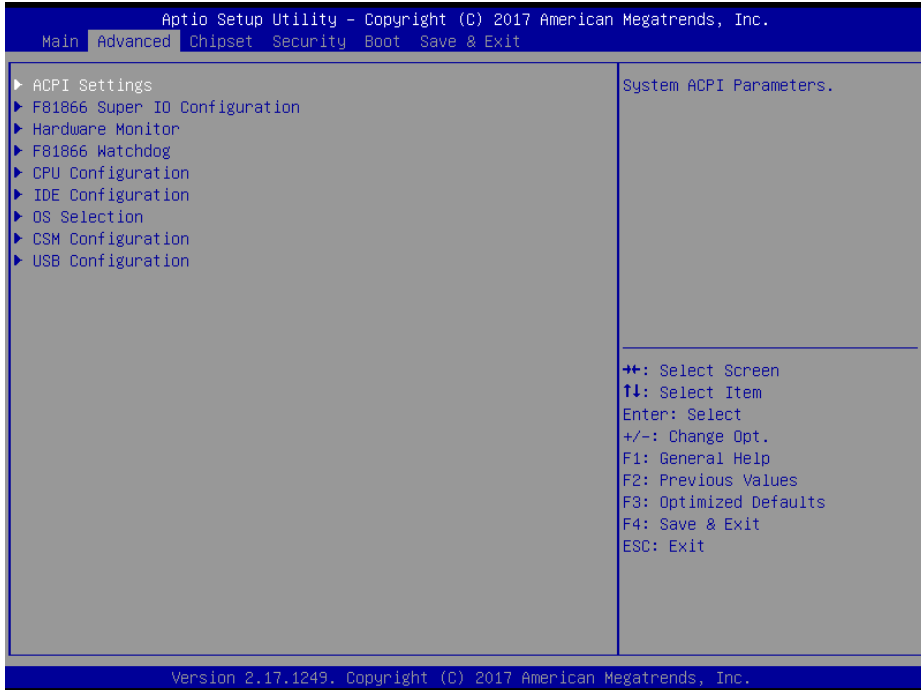 Aptio Setup Utility – Copyright (C) 2017 American Megatrends, Inc.
Main Advanced Chipset Security Boot Save & Exit
▶ ACPI Settings
▶ F81866 Super IO Configuration
▶ Hardware Monitor
▶ F81866 Watchdog
▶ CPU Configuration
▶ IDE Configuration
▶ OS Selection
▶ CSM Configuration
▶ USB Configuration
System ACPI Parameters.
→←: Select Screen
↑↓: Select Item
Enter: Select
+/-: Change Opt.
F1: General Help
F2: Previous Values
F3: Optimized Defaults
F4: Save & Exit
ESC: Exit
Version 2.17.1249. Copyright (C) 2017 American Megatrends, Inc.